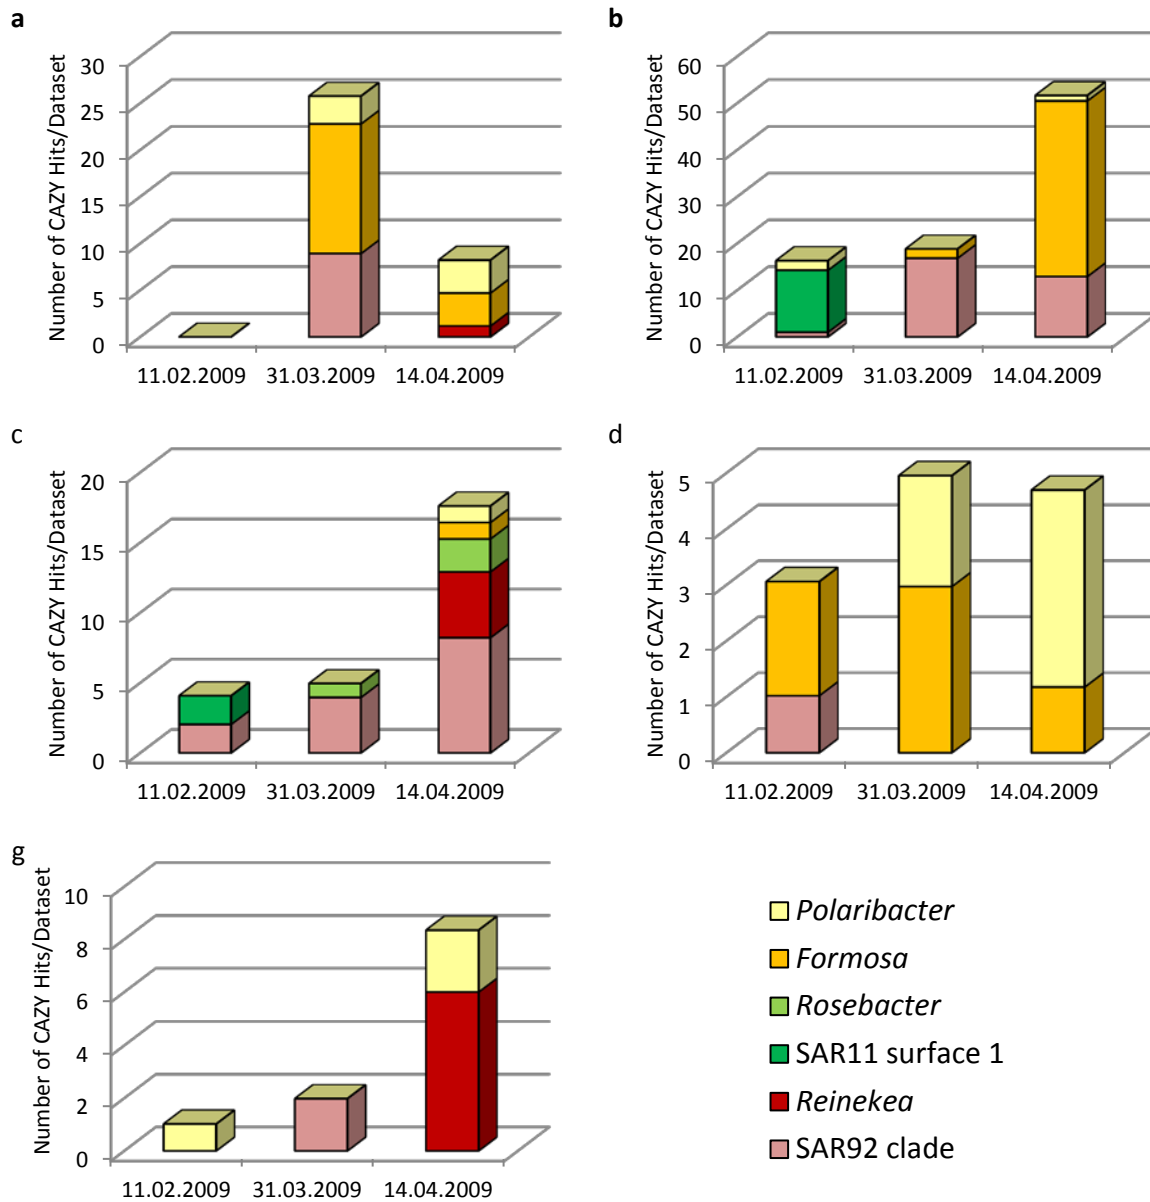 a
Number of CAZY Hits/Dataset
30
25
20
15
10
5
0
11.02.2009 31.03.2009 14.04.2009
b
Number of CAZY Hits/Dataset
60
50
40
30
20
10
0
11.02.2009 31.03.2009 14.04.2009
c
Number of CAZY Hits/Dataset
20
15
10
5
0
11.02.2009 31.03.2009 14.04.2009
d
Number of CAZY Hits/Dataset
5
4
3
2
1
0
11.02.2009 31.03.2009 14.04.2009
g
Number of CAZY Hits/Dataset
10
8
6
4
2
0
11.02.2009 31.03.2009 14.04.2009
Polaribacter
Formosa
Rosebacter
SAR11 surface 1
Reinekea
SAR92 clade